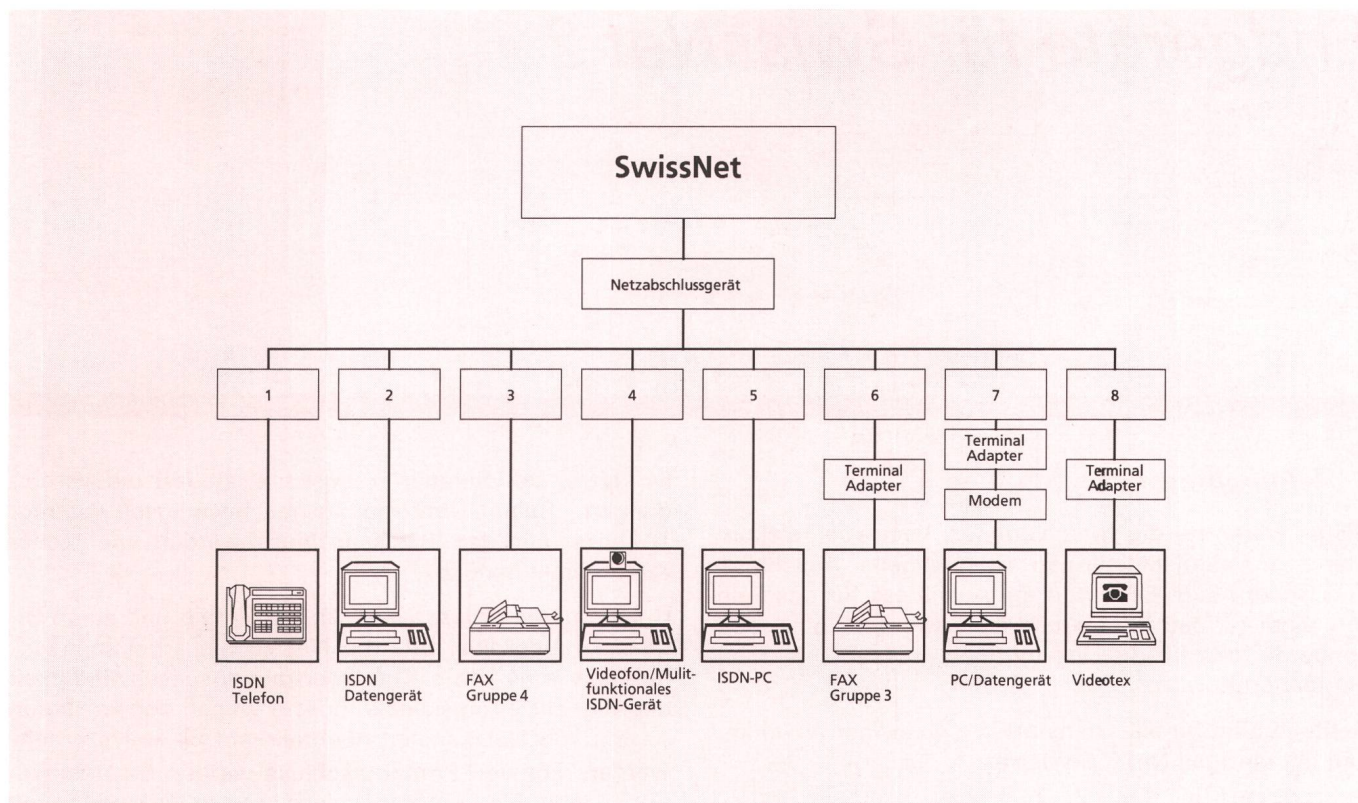 SwissNet
Netzabschlussgerät
1 2 3 4 5 6 7 8
Terminal
Adapter
Terminal
Adapter
Modem
Terminal
Adapter
ISDN
Telefon
ISDN
Datengerät
FAX
Gruppe 4
Videofon/Mulit-
funktionales
ISDN-Gerät
ISDN-PC
FAX
Gruppe 3
PC/Datengerät
Videotex